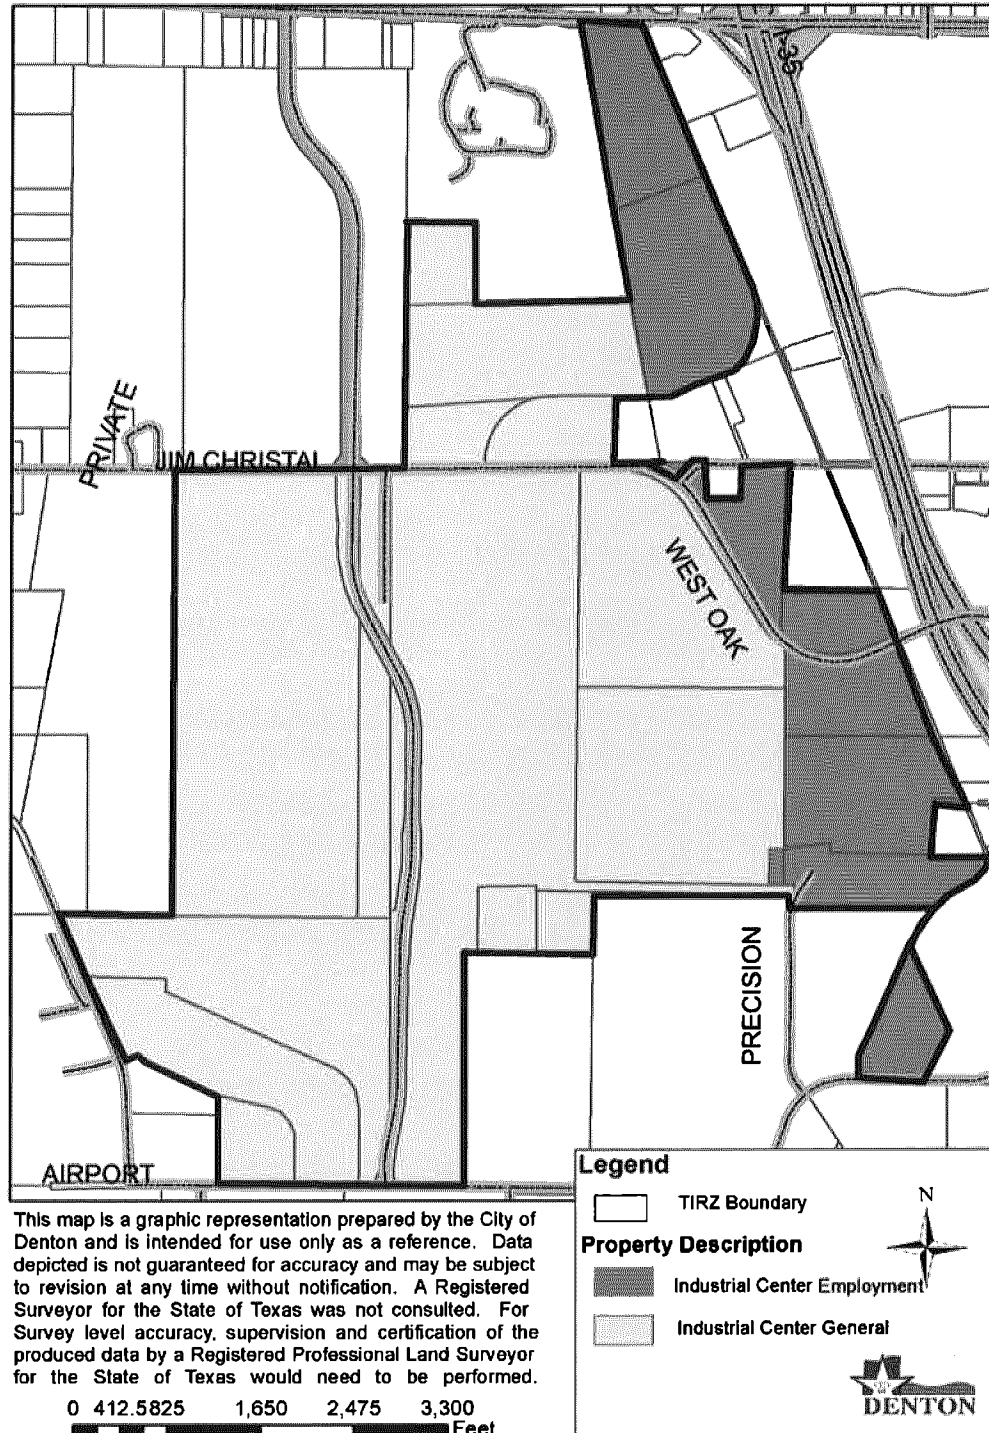 I-35
PRIVATE
JIM CHRISTAL
WEST OAK
PRECISION
AIRPORT
Legend
TIRZ Boundary
N
Property Description
Industrial Center Employment
Industrial Center General
DENTON
This map is a graphic representation prepared by the City of
Denton and is intended for use only as a reference. Data
depicted is not guaranteed for accuracy and may be subject
to revision at any time without notification. A Registered
Surveyor for the State of Texas was not consulted. For
Survey level accuracy, supervision and certification of the
produced data by a Registered Professional Land Surveyor
for the State of Texas would need to be performed.
0 412.5825 1,650 2,475 3,300
Feet